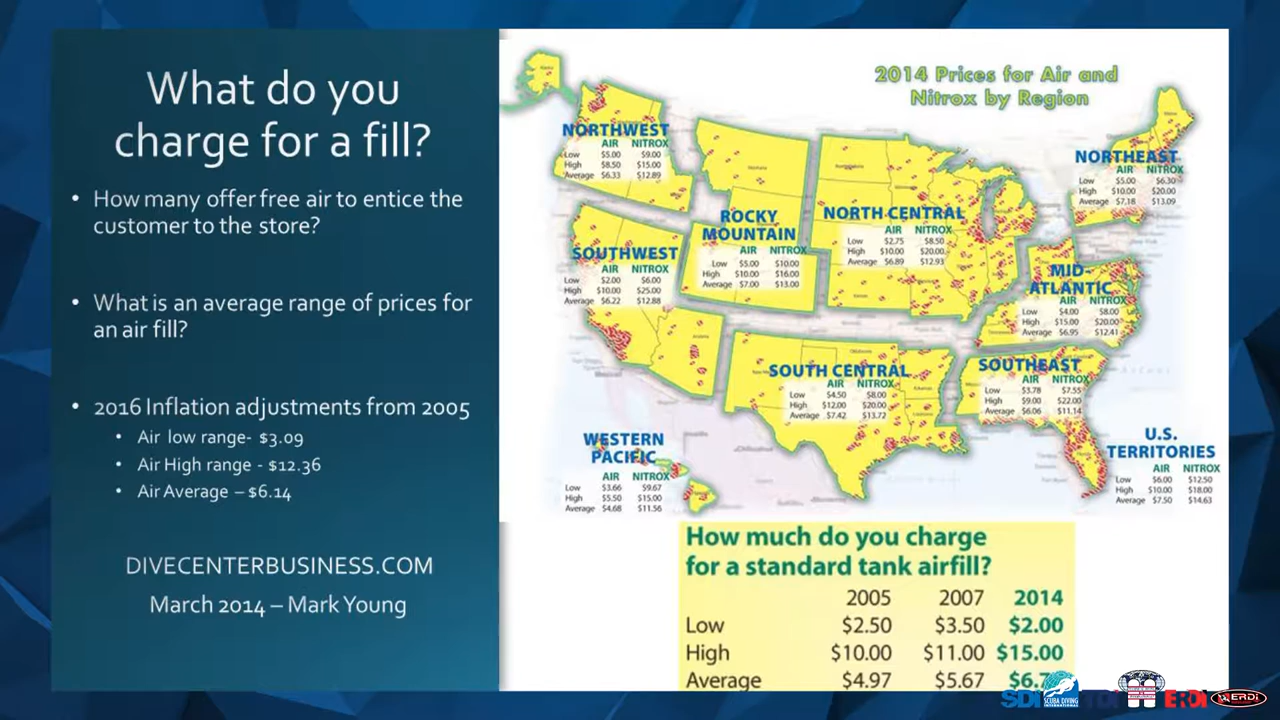 What do you
charge for a fill?
• How many offer free air to entice the
customer to the store?
• What is an average range of prices for
an air fill?
• 2016 Inflation adjustments from 2005
• Air low range- $3.09
• Air High range - $12.36
• Air Average – $6.14
DIVECENTERBUSINESS.COM
March 2014 – Mark Young
2014 Prices for Air and
Nitrox by Region
NORTHWEST
AIR NITROX
Low $5.00 $9.00
High $8.50 $15.00
Average $6.33 $12.89
NORTHEAST
AIR NITROX
Low $5.00 $6.30
High $10.00 $20.00
Average $7.18 $13.09
ROCKY
MOUNTAIN
AIR NITROX
Low $5.00 $10.00
High $10.00 $16.00
Average $7.00 $13.00
NORTH CENTRAL
AIR NITROX
Low $2.75 $8.50
High $10.00 $20.00
Average $6.89 $12.93
SOUTHWEST
AIR NITROX
Low $2.00 $6.00
High $10.00 $25.00
Average $6.22 $12.88
MID-
ATLANTIC
AIR NITROX
Low $4.00 $8.00
High $15.00 $20.00
Average $6.95 $12.41
SOUTH CENTRAL
AIR NITROX
Low $4.50 $8.00
High $12.00 $20.00
Average $7.42 $13.72
SOUTHEAST
AIR NITROX
Low $3.78 $7.55
High $9.00 $22.00
Average $6.06 $11.14
WESTERN
PACIFIC
AIR NITROX
Low $3.66 $9.67
High $5.50 $15.00
Average $4.68 $11.56
U.S.
TERRITORIES
AIR NITROX
Low $6.00 $12.50
High $10.00 $18.00
Average $7.50 $14.63
How much do you charge
for a standard tank airfill?
2005 2007 2014
Low $2.50 $3.50 $2.00
High $10.00 $11.00 $15.00
Average $4.97 $5.67
SDI
SCUBA DIVING
INTERNATIONAL
TDI
ERDI
ERDI